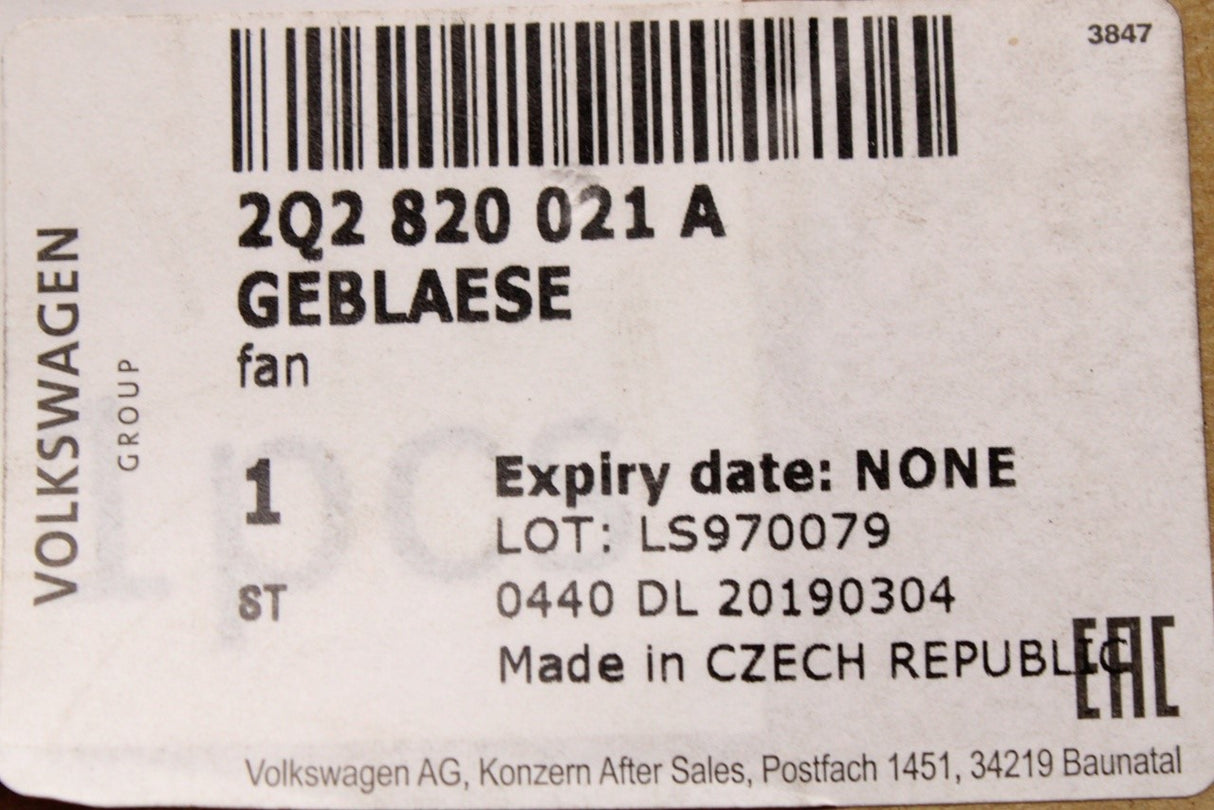 3847
2Q2 820 021 A
GEBLAESE
fan
VOLKSWAGEN
GROUP
1pcs
1
ST
Expiry date: NONE
LOT: LS970079
0440 DL 20190304
Made in CZECH REPUBLIC
EAC
Volkswagen AG, Konzern After Sales, Postfach 1451, 34219 Baunatal